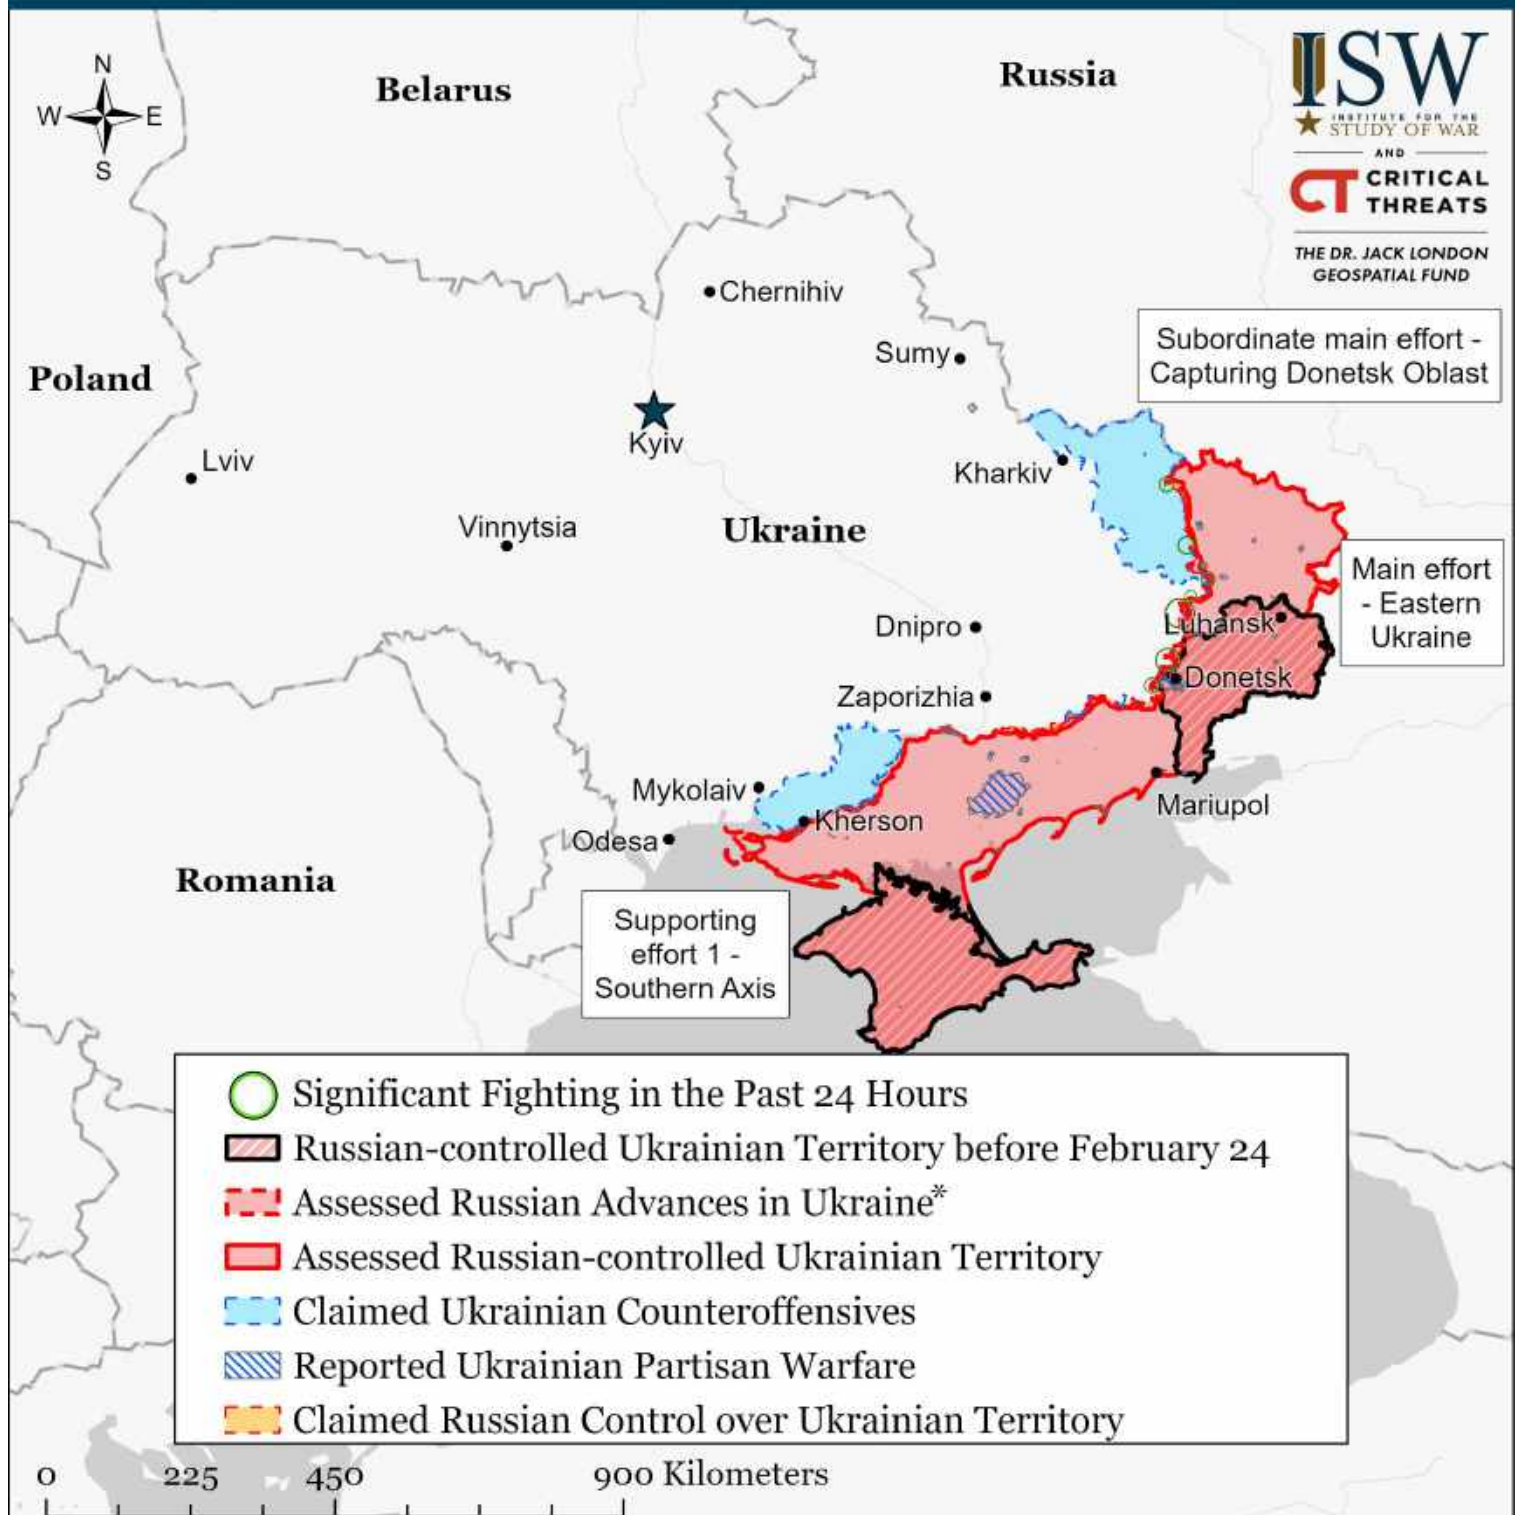 N
W E
S
Belarus
Russia
ISW
INSTITUTE FOR THE
STUDY OF WAR
AND
CT CRITICAL
THREATS
THE DR. JACK LONDON
GEOSPATIAL FUND
Chernihiv
Subordinate main effort -
Capturing Donetsk Oblast
Sumy
Poland
Kyiv
Lviv
Kharkiv
Vinnytsia
Ukraine
Main effort
- Eastern
Ukraine
Dnipro
Luhansk
Donetsk
Zaporizhia
Mykolaiv
Mariupol
Kherson
Odesa
Romania
Supporting
effort 1 -
Southern Axis
Significant Fighting in the Past 24 Hours
Russian-controlled Ukrainian Territory before February 24
Assessed Russian Advances in Ukraine*
Assessed Russian-controlled Ukrainian Territory
Claimed Ukrainian Counteroffensives
Reported Ukrainian Partisan Warfare
Claimed Russian Control over Ukrainian Territory
0 225 450 900 Kilometers